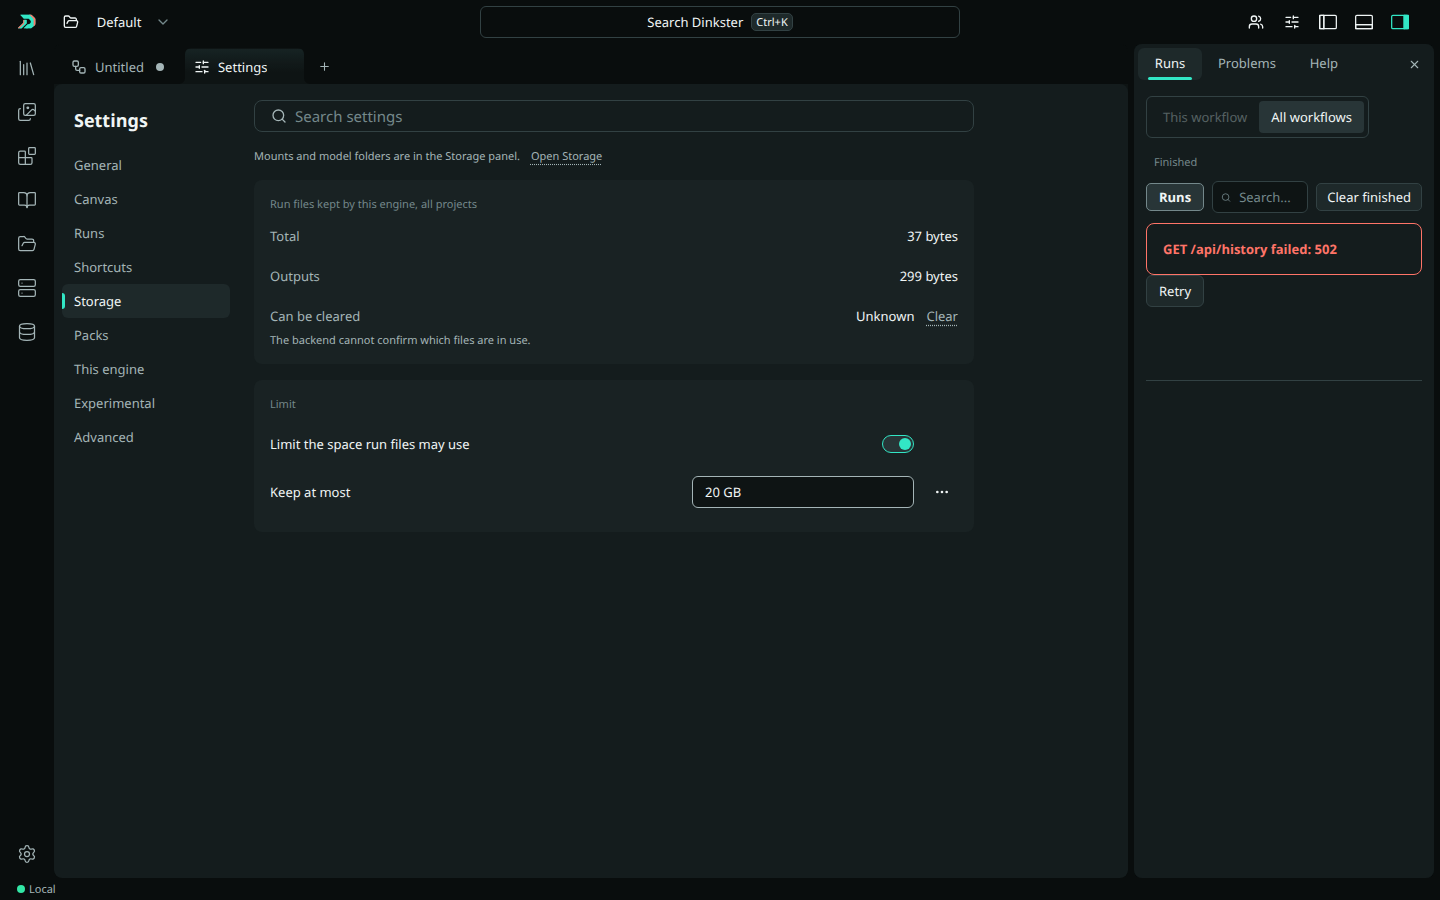 Default
Search Dinkster Ctrl+K
Untitled
Settings
Runs
Problems
Help
Settings
General
Canvas
Runs
Shortcuts
Storage
Packs
This engine
Experimental
Advanced
Search settings
Mounts and model folders are in the Storage panel. Open Storage
Run files kept by this engine, all projects
Total 37 bytes
Outputs 299 bytes
Can be cleared Unknown Clear
The backend cannot confirm which files are in use.
Limit
Limit the space run files may use
Keep at most 20 GB
This workflow All workflows
Finished
Runs Search... Clear finished
GET /api/history failed: 502
Retry
Local